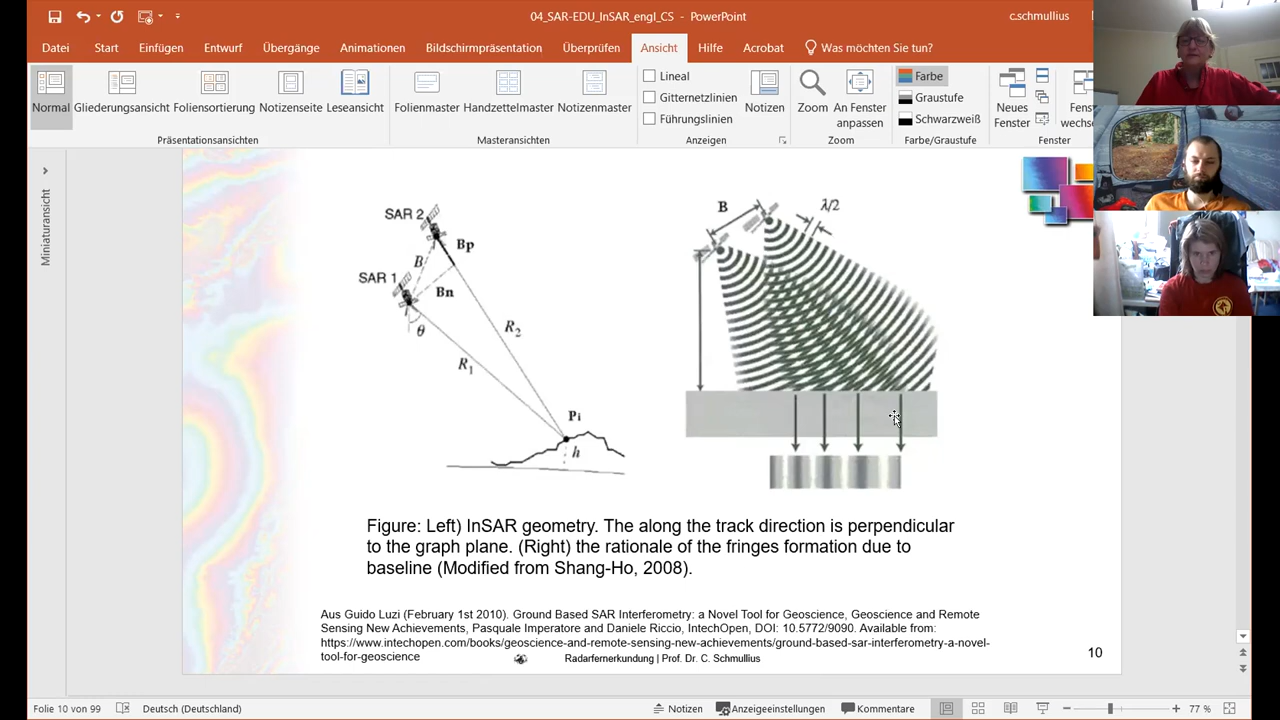 04_SAR-EDU_InSAR_engl_CS - PowerPoint
c.schmullius
Datei Start Einfügen Entwurf Übergänge Animationen Bildschirmpräsentation Überprüfen Ansicht Hilfe Acrobat Was möchten Sie tun?
Normal Gliederungsansicht Foliensortierung Notizenseite Leseansicht
Präsentationsansichten
Folienmaster Handzettelmaster Notizenmaster
Masteransichten
Lineal
Gitternetzlinien
Führungslinien
Notizen
Anzeigen
Zoom An Fenster
anpassen
Zoom
Farbe
Graustufe
Schwarzweiß
Farbe/Graustufe
Neues
Fenster
Fenster
Miniaturansicht
SAR 2
Bp
B
SAR 1
Bn
θ
R2
R1
Pi
h
B
λ/2
Figure: Left) InSAR geometry. The along the track direction is perpendicular
to the graph plane. (Right) the rationale of the fringes formation due to
baseline (Modified from Shang-Ho, 2008).
Aus Guido Luzi (February 1st 2010). Ground Based SAR Interferometry: a Novel Tool for Geoscience, Geoscience and Remote
Sensing New Achievements, Pasquale Imperatore and Daniele Riccio, IntechOpen, DOI: 10.5772/9090. Available from:
https://www.intechopen.com/books/geoscience-and-remote-sensing-new-achievements/ground-based-sar-interferometry-a-novel-
tool-for-geoscience
Radarfernerkundung | Prof. Dr. C. Schmullius
10
Folie 10 von 99 Deutsch (Deutschland) Notizen Anzeigeeinstellungen Kommentare 77 %